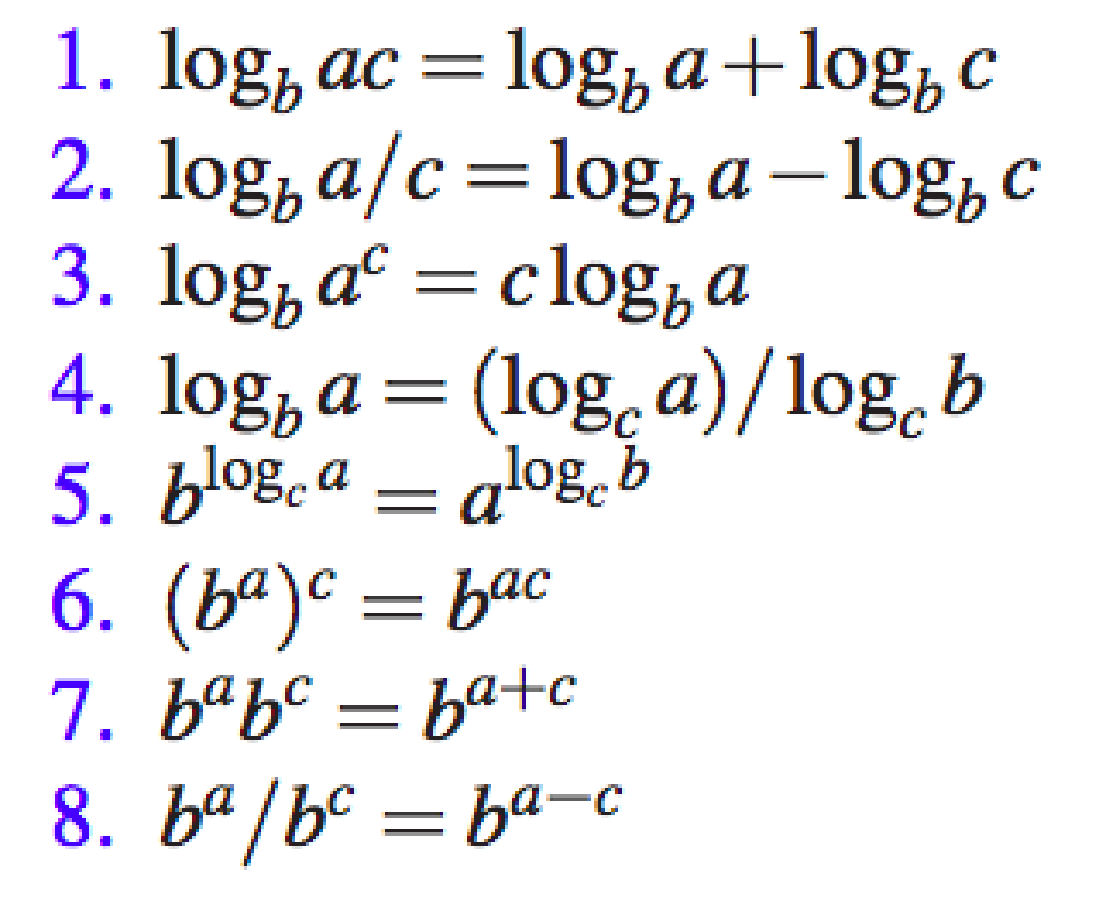 1. log_b ac = log_b a + log_b c
2. log_b a/c = log_b a − log_b c
3. log_b a^c = c log_b a
4. log_b a = (log_c a)/log_c b
5. b^{log_c a} = a^{log_c b}
6. (b^a)^c = b^{ac}
7. b^a b^c = b^{a+c}
8. b^a/b^c = b^{a−c}